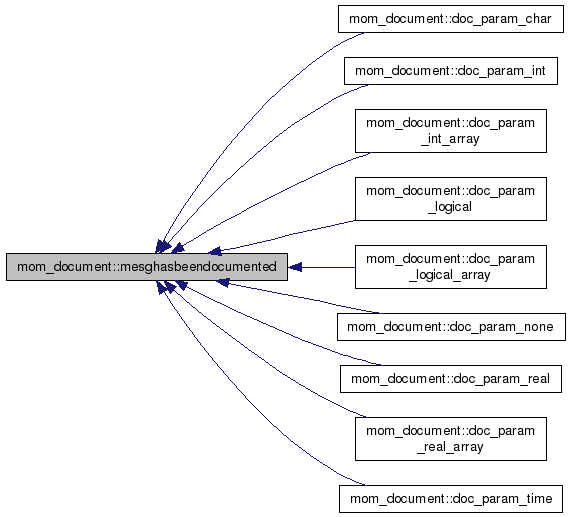 mom_document::doc_param_char
mom_document::doc_param_int
mom_document::doc_param
_int_array
mom_document::doc_param
_logical
mom_document::mesghasbeendocumented
mom_document::doc_param
_logical_array
mom_document::doc_param_none
mom_document::doc_param_real
mom_document::doc_param
_real_array
mom_document::doc_param_time